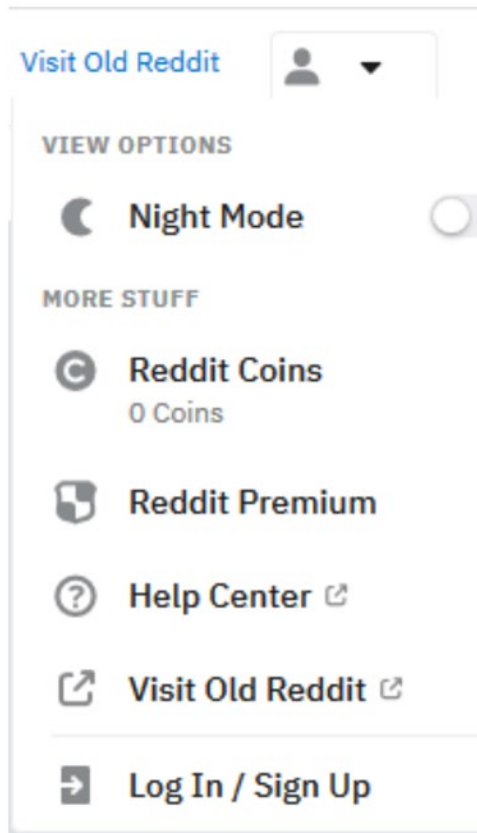 Visit Old Reddit
VIEW OPTIONS
Night Mode
MORE STUFF
Reddit Coins
0 Coins
Reddit Premium
Help Center
Visit Old Reddit
Log In / Sign Up